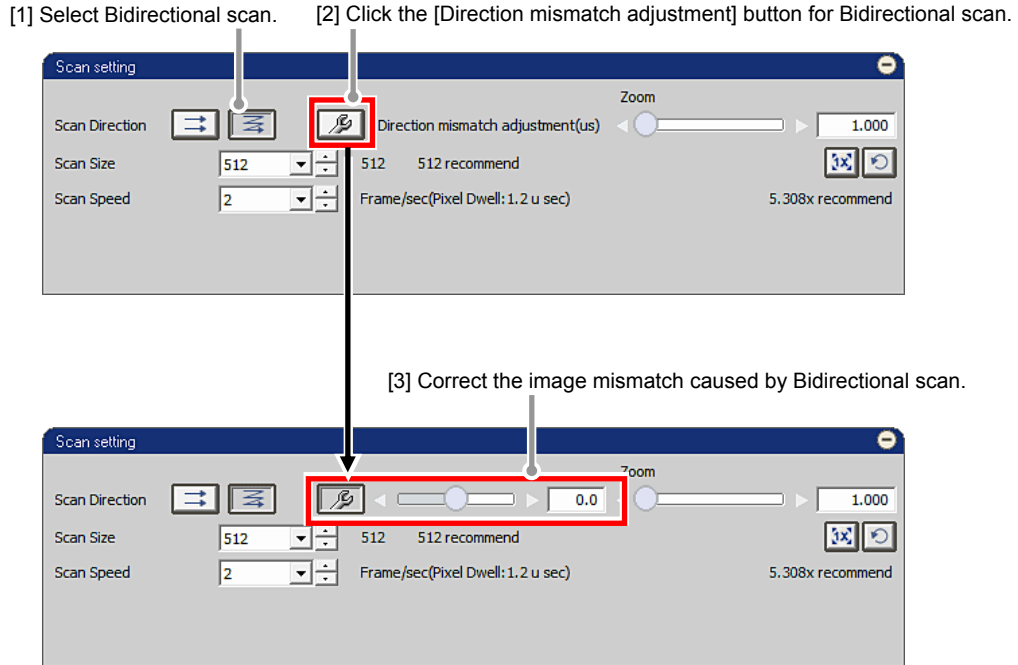 [1] Select Bidirectional scan. [2] Click the [Direction mismatch adjustment] button for Bidirectional scan.
Scan setting
Zoom
Scan Direction Direction mismatch adjustment(us) 1.000
Scan Size 512 512 512 recommend 1x
Scan Speed 2 Frame/sec(Pixel Dwell:1.2 u sec) 5.308x recommend
[3] Correct the image mismatch caused by Bidirectional scan.
Scan setting
Zoom
Scan Direction 0.0 1.000
Scan Size 512 512 512 recommend 1x
Scan Speed 2 Frame/sec(Pixel Dwell:1.2 u sec) 5.308x recommend